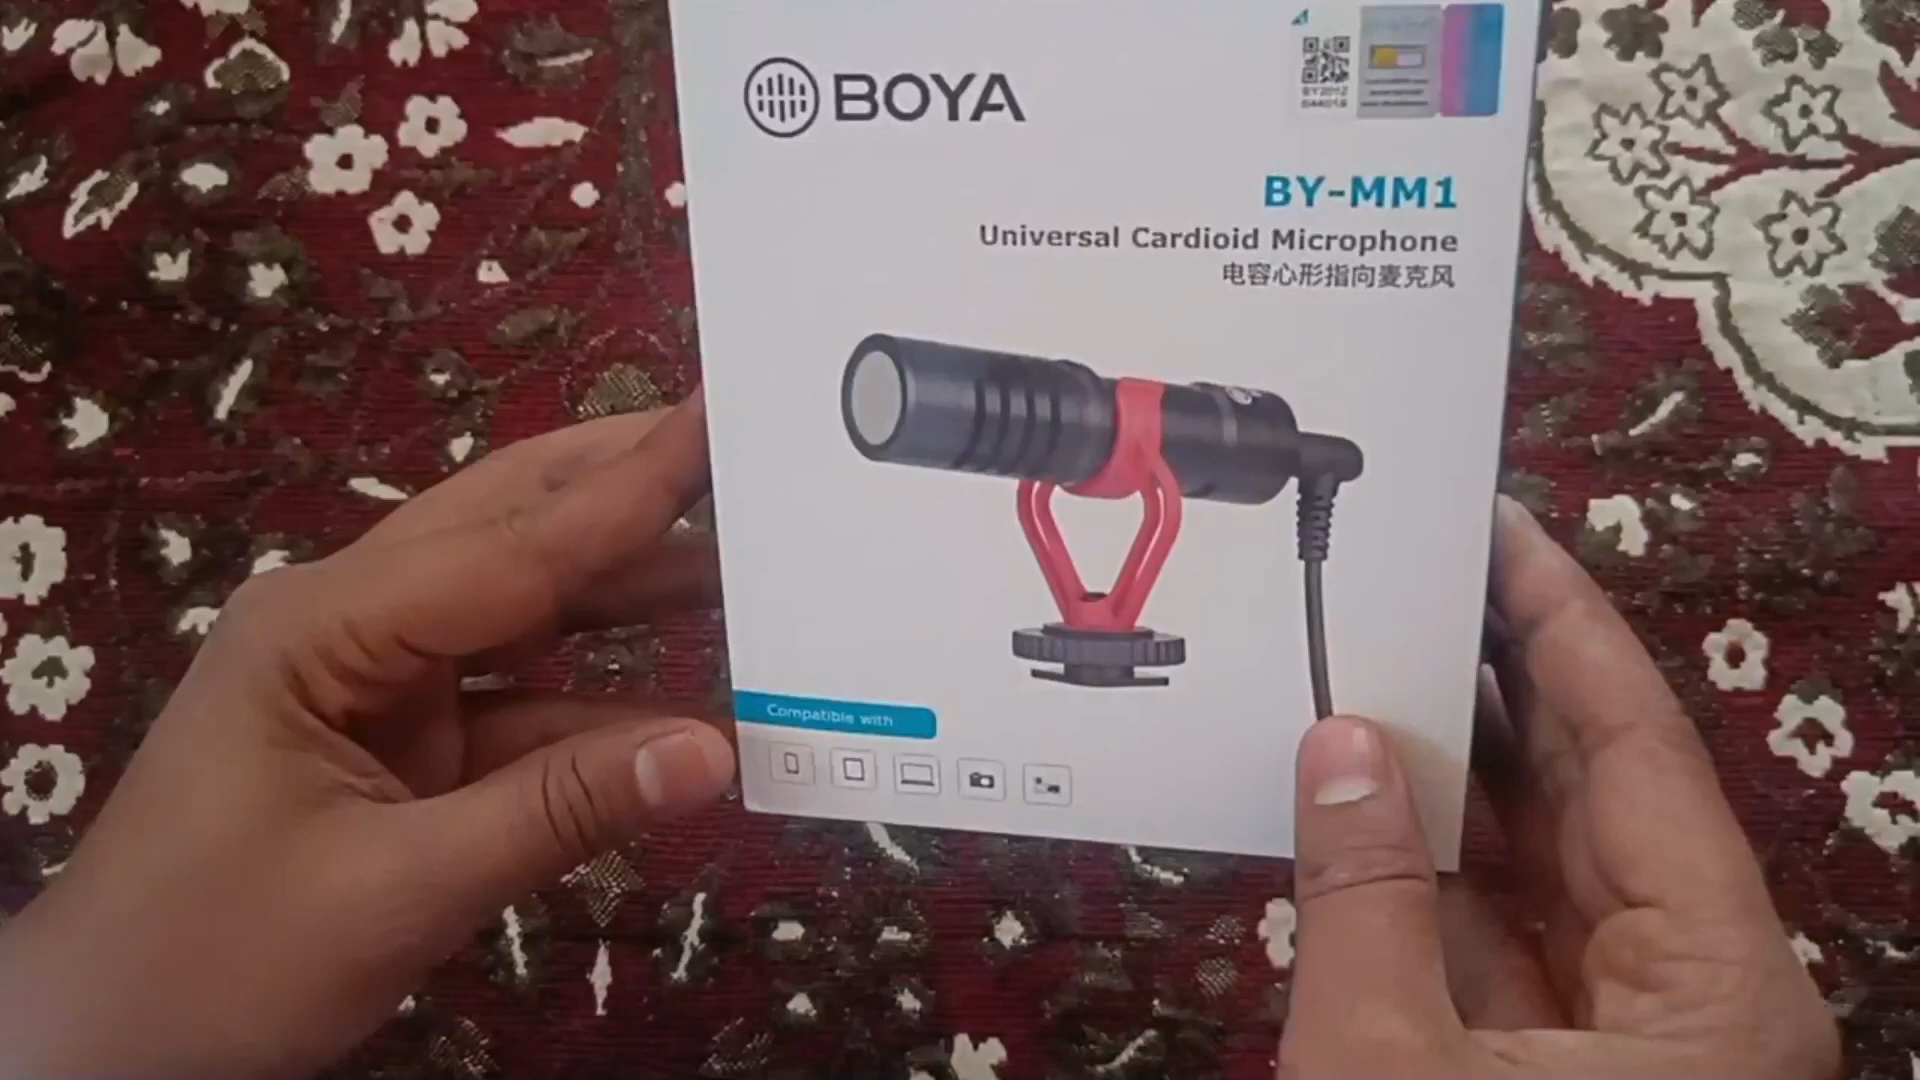 BOYA
BY-MM1
Universal Cardioid Microphone
电容心形指向麦克风
Compatible with